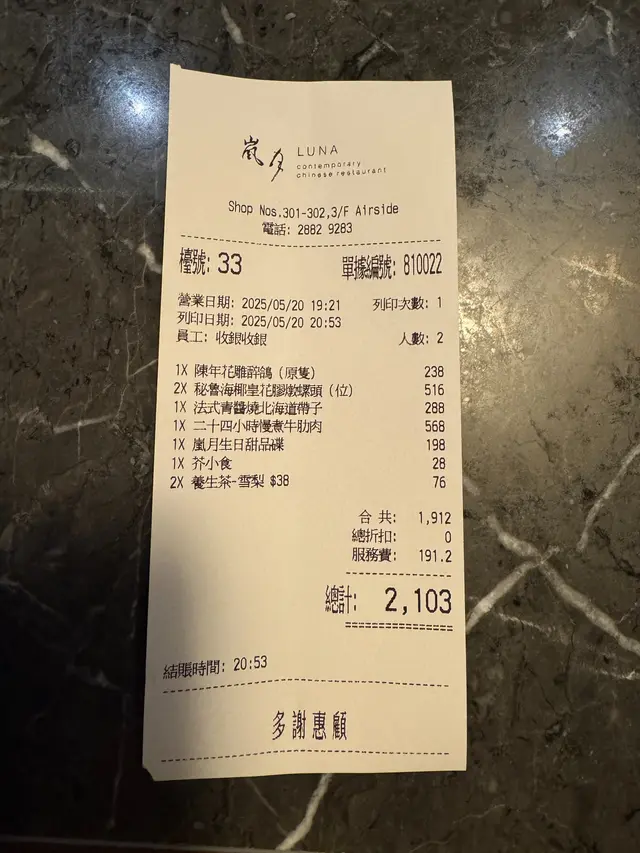 嵐月 LUNA
contemporary
chinese restaurant
Shop Nos.301-302,3/F Airside
電話: 2882 9283
檯號: 33 單據編號: 810022
營業日期: 2025/05/20 19:21 列印次數: 1
列印日期: 2025/05/20 20:53
員工: 收銀收銀 人數: 2
1X 陳年花雕醉鴿 (原隻) 238
2X 秘魯海椰皇花膠燉螺頭 (位) 516
1X 法式青醬燒北海道帶子 288
1X 二十四小時慢煮牛肋肉 568
1X 嵐月生日甜品碟 198
1X 芥小食 28
2X 養生茶-雪梨 $38 76
合共: 1,912
總折扣: 0
服務費: 191.2
總計: 2,103
結賬時間: 20:53
多謝惠顧